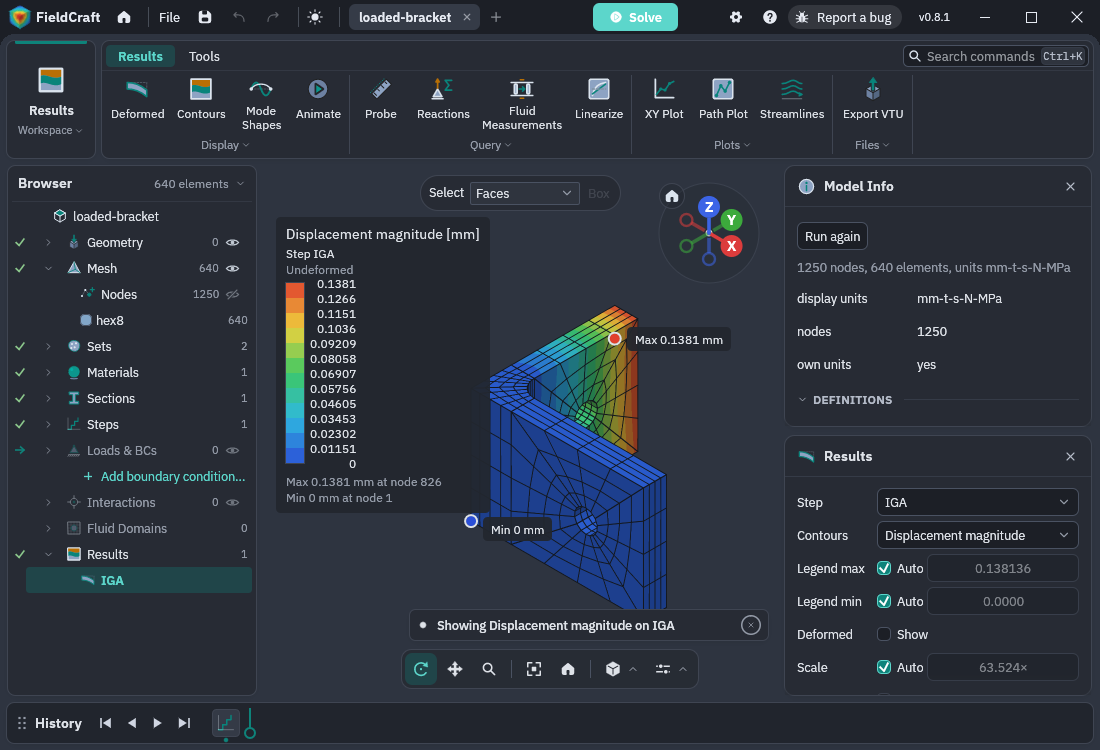 FieldCraft File loaded-bracket Solve Report a bug v0.8.1
Results Tools Search commands Ctrl+K
Results
Workspace
Deformed Contours Mode Shapes Animate
Display
Probe Reactions Fluid Measurements Linearize
Query
XY Plot Path Plot Streamlines
Plots
Export VTU
Files
Browser 640 elements
loaded-bracket
Geometry 0
Mesh 640
Nodes 1250
hex8 640
Sets 2
Materials 1
Sections 1
Steps 1
Loads & BCs 0
+ Add boundary condition...
Interactions 0
Fluid Domains 0
Results 1
IGA
Select Faces Box
Z
Y
X
Displacement magnitude [mm]
Step IGA
Undeformed
0.1381
0.1266
0.1151
0.1036
0.09209
0.08058
0.06907
0.05756
0.04605
0.03453
0.02302
0.01151
0
Max 0.1381 mm at node 826
Min 0 mm at node 1
Max 0.1381 mm
Min 0 mm
Showing Displacement magnitude on IGA
Model Info
Run again
1250 nodes, 640 elements, units mm-t-s-N-MPa
display units mm-t-s-N-MPa
nodes 1250
own units yes
DEFINITIONS
Results
Step IGA
Contours Displacement magnitude
Legend max Auto 0.138136
Legend min Auto 0.0000
Deformed Show
Scale Auto 63.524×
History